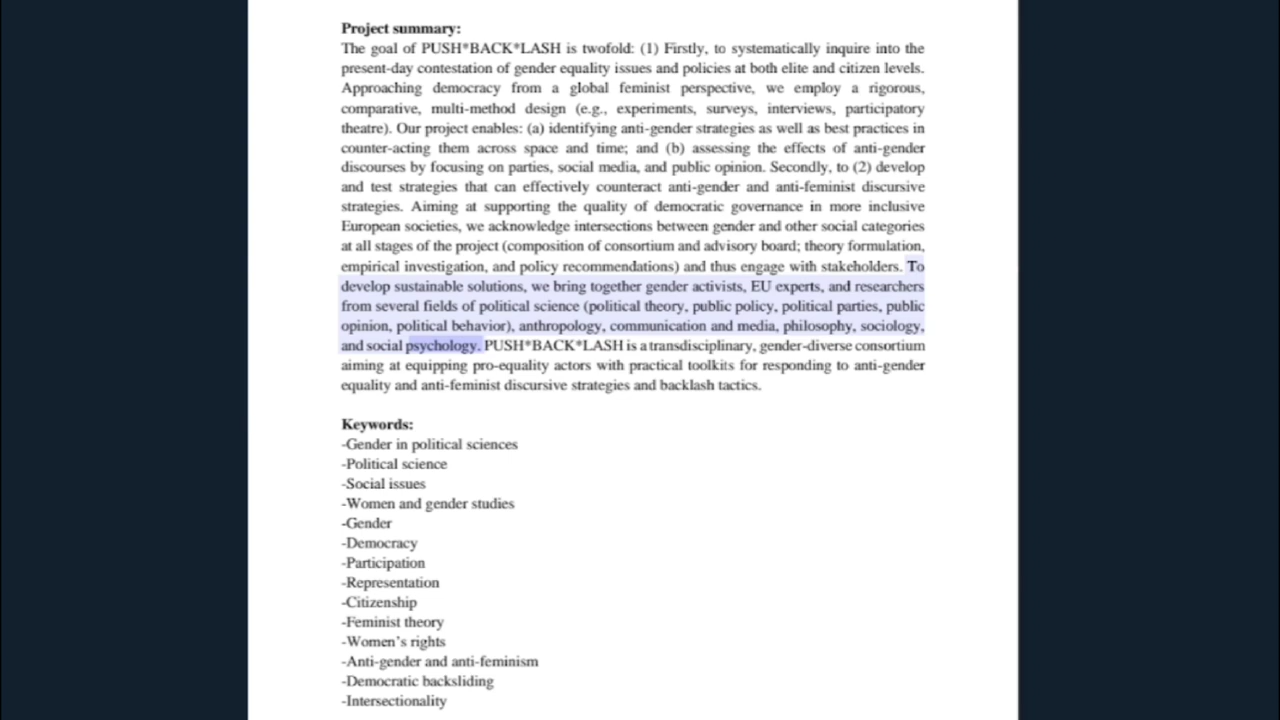 Project summary:
The goal of PUSH*BACK*LASH is twofold: (1) Firstly, to systematically inquire into the
present-day contestation of gender equality issues and policies at both elite and citizen levels.
Approaching democracy from a global feminist perspective, we employ a rigorous,
comparative, multi-method design (e.g., experiments, surveys, interviews, participatory
theatre). Our project enables: (a) identifying anti-gender strategies as well as best practices in
counter-acting them across space and time; and (b) assessing the effects of anti-gender
discourses by focusing on parties, social media, and public opinion. Secondly, to (2) develop
and test strategies that can effectively counteract anti-gender and anti-feminist discursive
strategies. Aiming at supporting the quality of democratic governance in more inclusive
European societies, we acknowledge intersections between gender and other social categories
at all stages of the project (composition of consortium and advisory board; theory formulation,
empirical investigation, and policy recommendations) and thus engage with stakeholders. To
develop sustainable solutions, we bring together gender activists, EU experts, and researchers
from several fields of political science (political theory, public policy, political parties, public
opinion, political behavior), anthropology, communication and media, philosophy, sociology,
and social psychology. PUSH*BACK*LASH is a transdisciplinary, gender-diverse consortium
aiming at equipping pro-equality actors with practical toolkits for responding to anti-gender
equality and anti-feminist discursive strategies and backlash tactics.
Keywords:
-Gender in political sciences
-Political science
-Social issues
-Women and gender studies
-Gender
-Democracy
-Participation
-Representation
-Citizenship
-Feminist theory
-Women's rights
-Anti-gender and anti-feminism
-Democratic backsliding
-Intersectionality